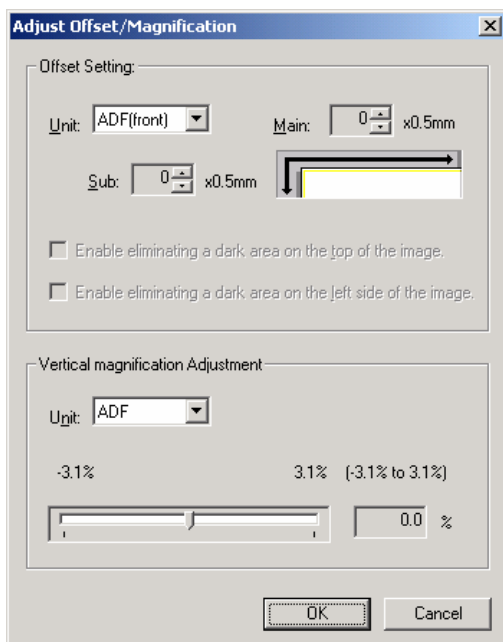 Adjust Offset/Magnification
Offset Setting:
Unit: ADF(front) Main: 0 x0.5mm
Sub: 0 x0.5mm
Enable eliminating a dark area on the top of the image.
Enable eliminating a dark area on the left side of the image.
Vertical magnification Adjustment
Unit: ADF
-3.1% 3.1% (-3.1% to 3.1%)
0.0 %
OK Cancel